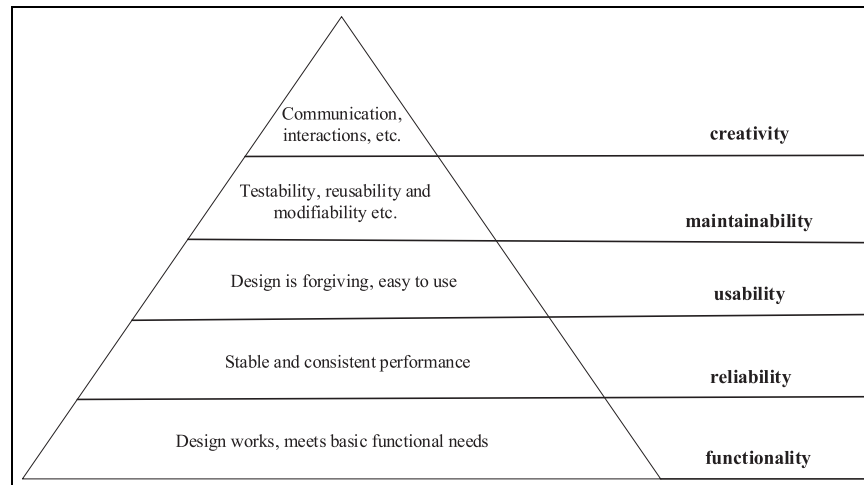 Communication,
interactions, etc.
creativity
Testability, reusability and
modifiability etc.
maintainability
Design is forgiving, easy to use
usability
Stable and consistent performance
reliability
Design works, meets basic functional needs
functionality